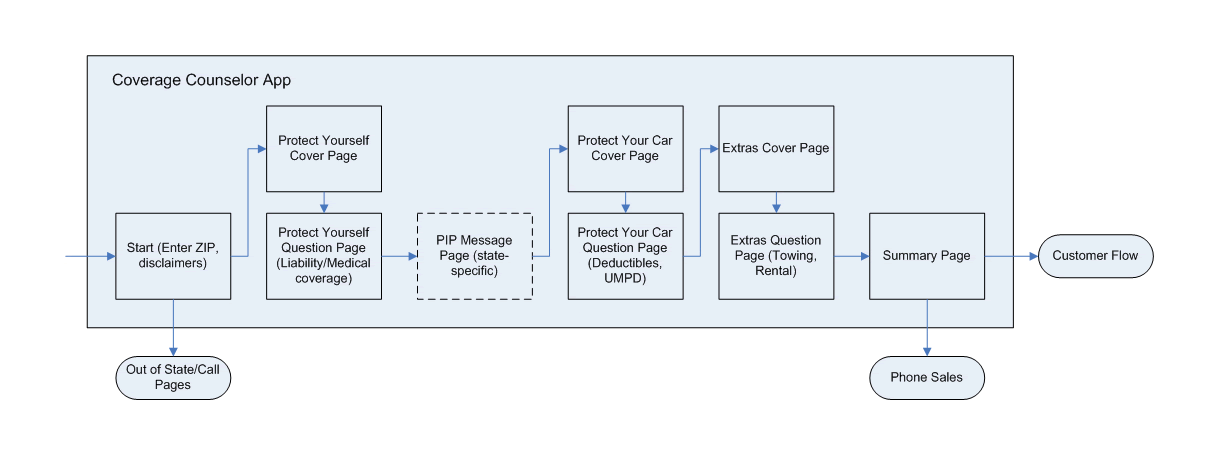 Coverage Counselor App
Protect Yourself
Cover Page
Protect Your Car
Cover Page
Extras Cover Page
Start (Enter ZIP,
disclaimers)
Protect Yourself
Question Page
(Liability/Medical
coverage)
PIP Message
Page (state-
specific)
Protect Your Car
Question Page
(Deductibles,
UMPD)
Extras Question
Page (Towing,
Rental)
Summary Page
Customer Flow
Out of State/Call
Pages
Phone Sales